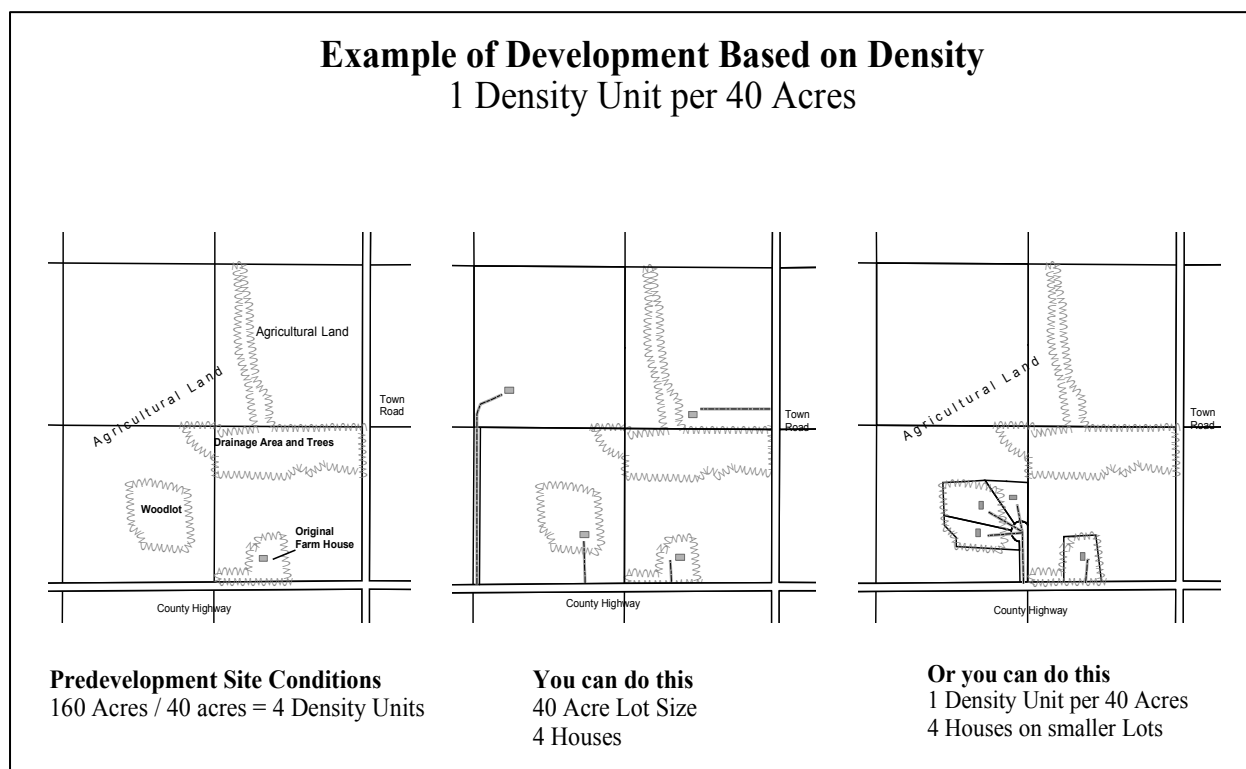 Example of Development Based on Density
1 Density Unit per 40 Acres
Agricultural Land
Agricultural Land
Town
Road
Drainage Area and Trees
Woodlot
Original
Farm House
County Highway
Town
Road
County Highway
Agricultural Land
Town
Road
County Highway
Predevelopment Site Conditions
160 Acres / 40 acres = 4 Density Units
You can do this
40 Acre Lot Size
4 Houses
Or you can do this
1 Density Unit per 40 Acres
4 Houses on smaller Lots